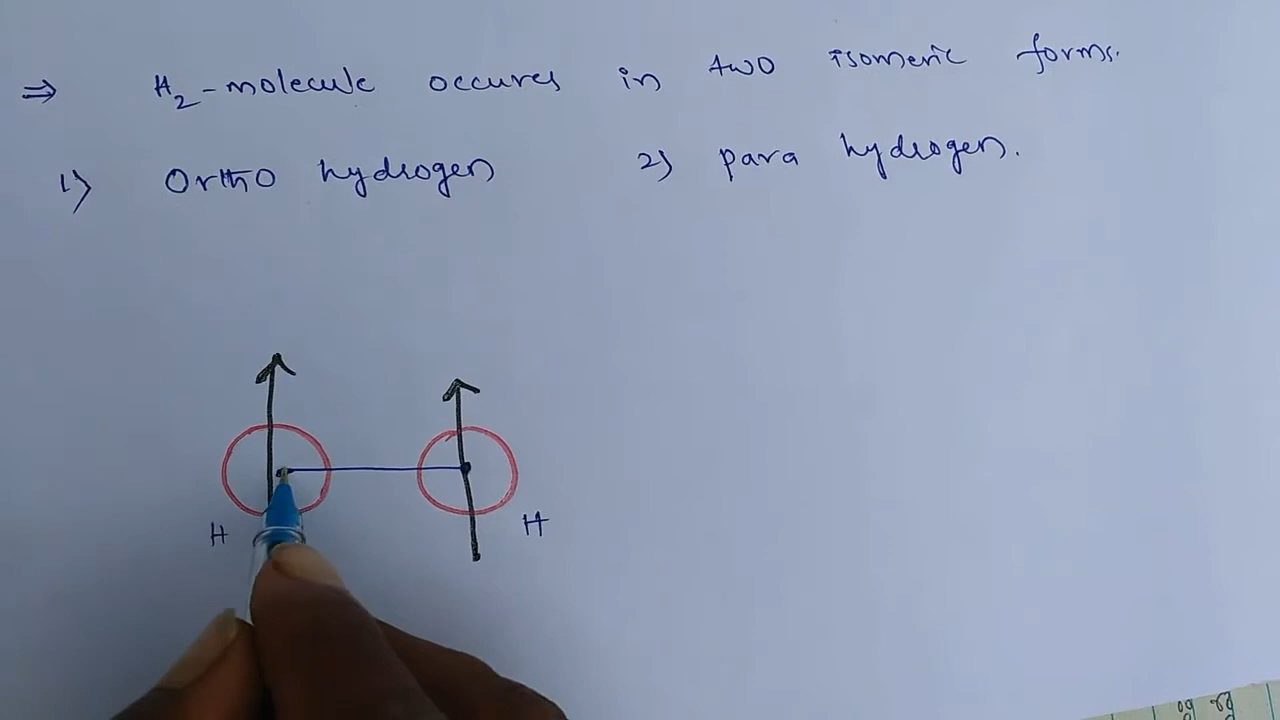 ⇒ H₂-molecule occures in two isomeric forms.
1) Ortho hydrogen 2) para hydrogen.
H H